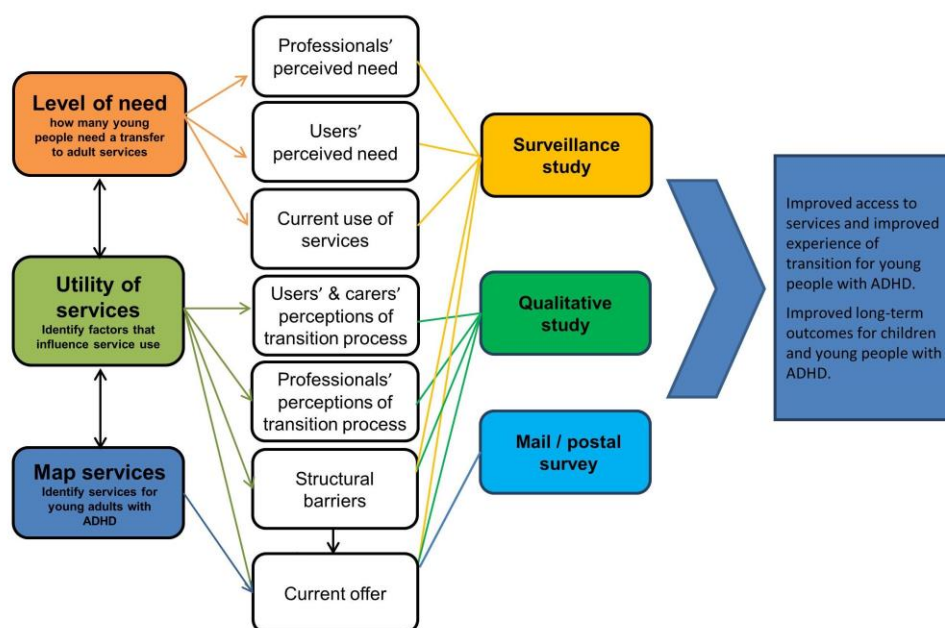 Level of need
how many young
people need a transfer
to adult services
Utility of
services
Identify factors that
influence service use
Map services
Identify services for
young adults with
ADHD
Professionals’
perceived need
Users’
perceived need
Current use of
services
Users’ & carers’
perceptions of
transition process
Professionals’
perceptions of
transition process
Structural
barriers
Current offer
Surveillance
study
Qualitative
study
Mail / postal
survey
Improved access to
services and improved
experience of
transition for young
people with ADHD.
Improved long-term
outcomes for children
and young people with
ADHD.